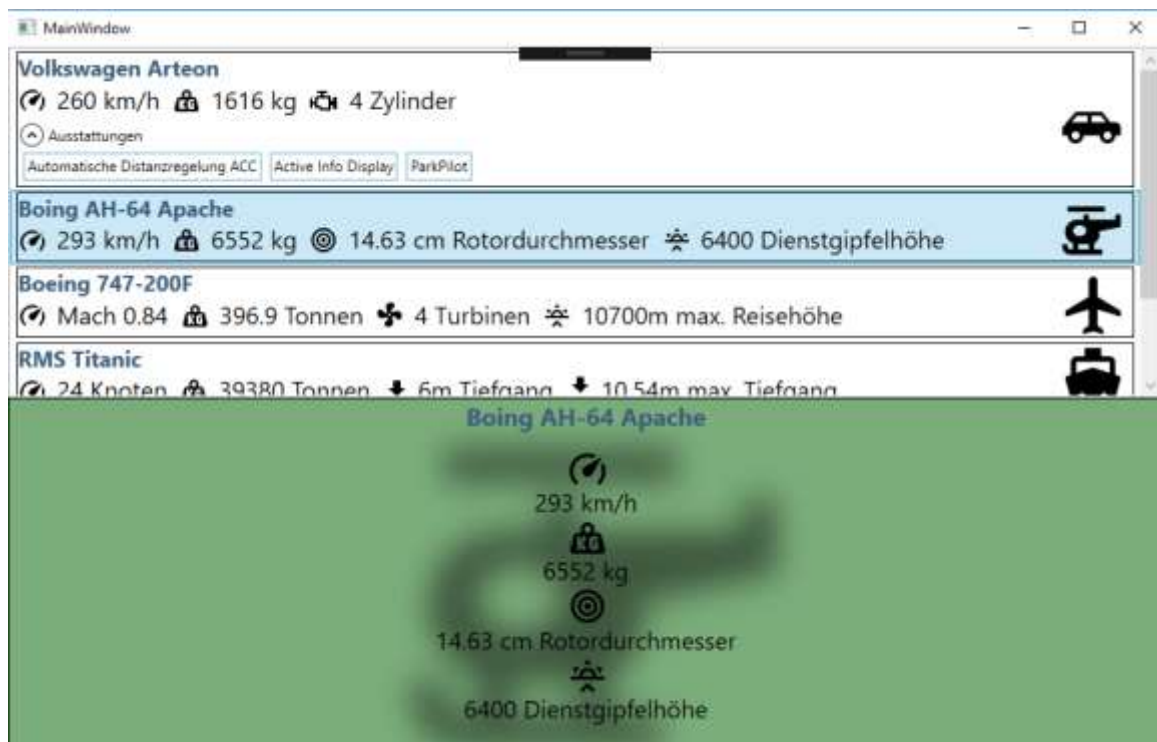 MainWindow
Volkswagen Arteon
260 km/h 1616 kg 4 Zylinder
Ausstattungen
Automatische Distanzregelung ACC Active Info Display ParkPilot
Boing AH-64 Apache
293 km/h 6552 kg 14.63 cm Rotordurchmesser 6400 Dienstgipfelhöhe
Boeing 747-200F
Mach 0.84 396.9 Tonnen 4 Turbinen 10700m max. Reisehöhe
RMS Titanic
24 Knoten 39380 Tonnen 6m Tiefgang 10.54m max. Tiefgang
Boing AH-64 Apache
293 km/h
KG
6552 kg
14.63 cm Rotordurchmesser
6400 Dienstgipfelhöhe